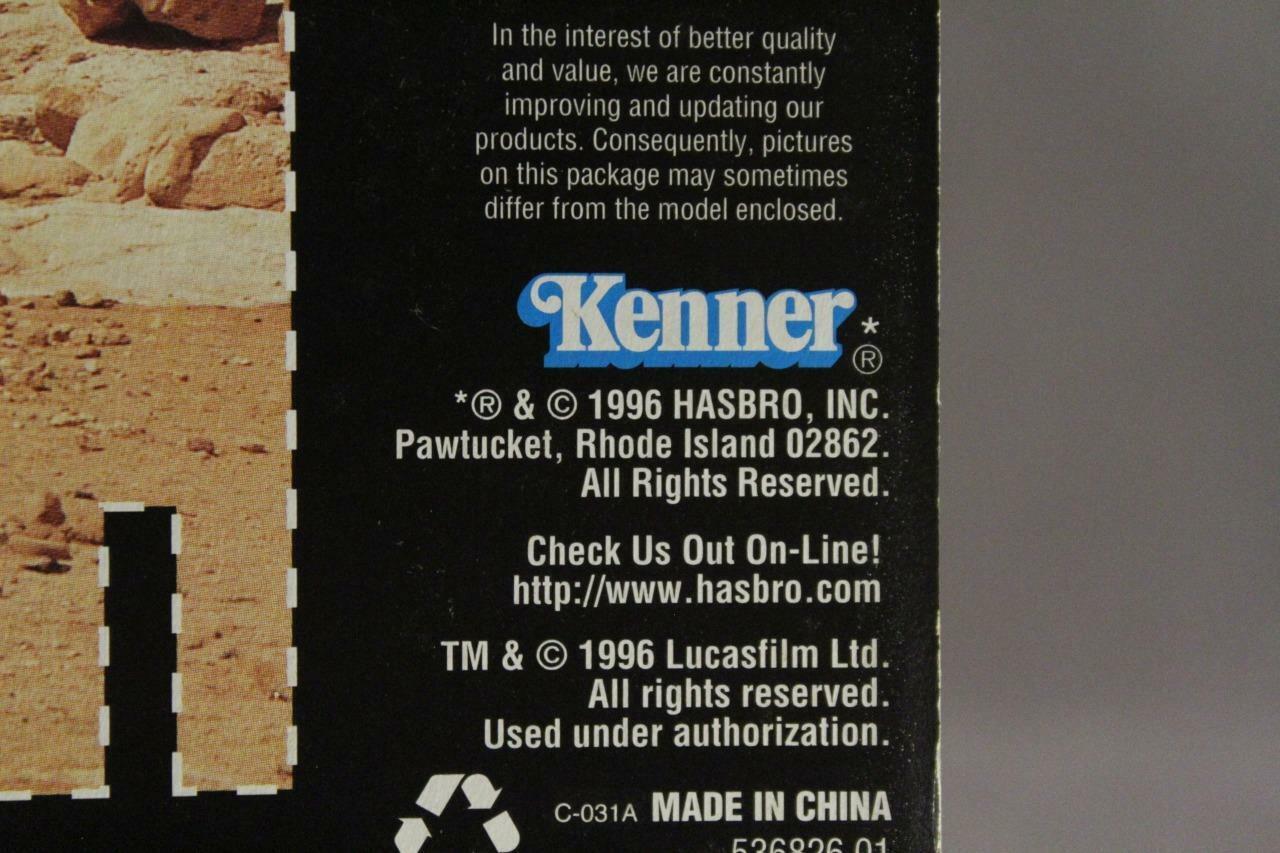 In the interest of better quality
and value, we are constantly
improving and updating our
products. Consequently, pictures
on this package may sometimes
differ from the model enclosed.
Kenner*®
*® & © 1996 HASBRO, INC.
Pawtucket, Rhode Island 02862.
All Rights Reserved.
Check Us Out On-Line!
http://www.hasbro.com
TM & © 1996 Lucasfilm Ltd.
All rights reserved.
Used under authorization.
C-031A MADE IN CHINA
536826.01